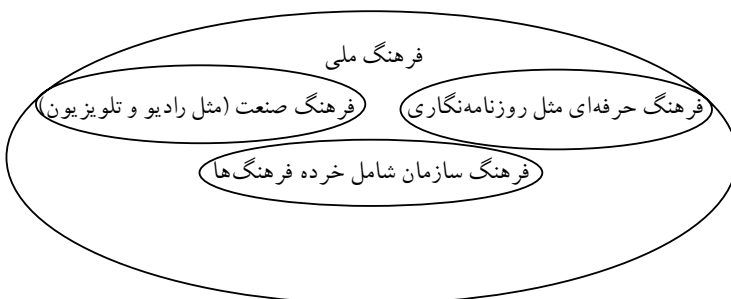 فرهنگ ملی
فرهنگ حرفه‌ای مثل روزنامه‌نگاری
فرهنگ صنعت (مثل رادیو و تلویزیون)
فرهنگ سازمان شامل خرده فرهنگ‌ها